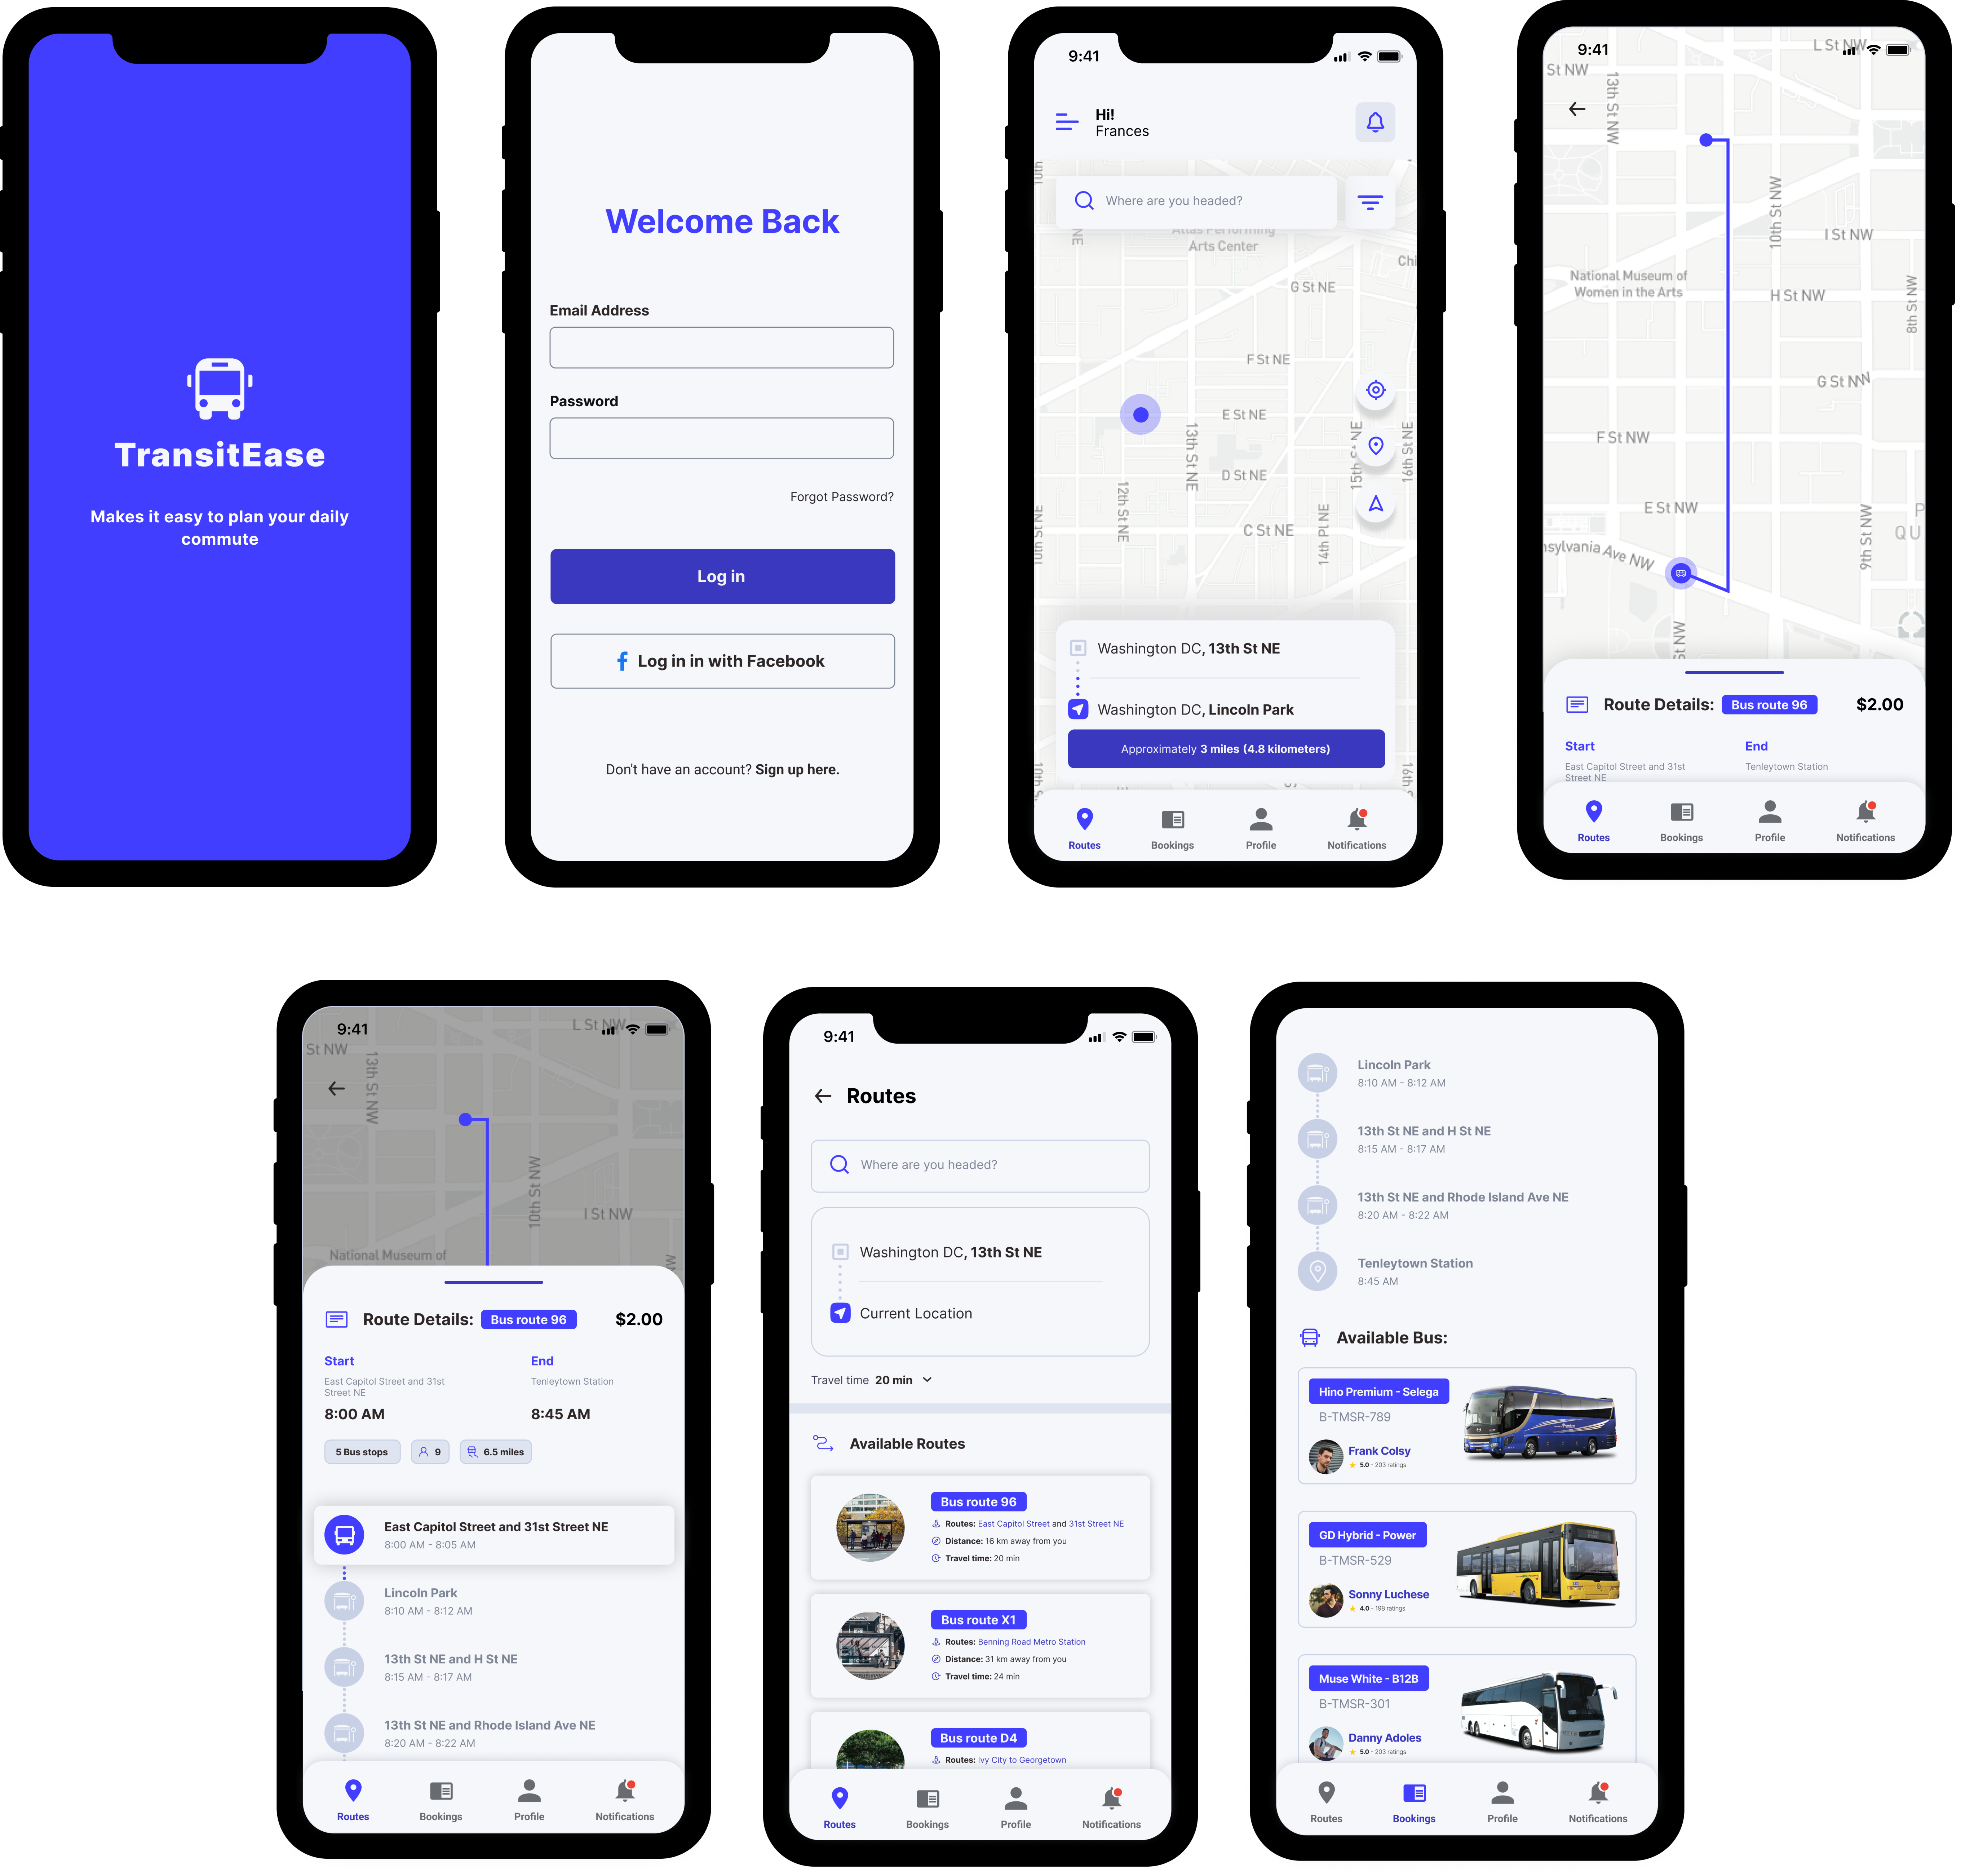 TransitEase
Makes it easy to plan your daily
commute
Welcome Back
Email Address
Password
Forgot Password?
Log in
Log in in with Facebook
Don't have an account? Sign up here.
9:41
Hi!
Frances
10th
Where are you headed?
NE
Atlas Performing
Arts Center
Chi
G St NE
F St NE
E St NE
13th St NE
15th St NE
16th St NE
D St NE
12th St NE
10th St NE
C St NE
14th Pl NE
Washington DC, 13th St NE
Washington DC, Lincoln Park
Approximately 3 miles (4.8 kilometers)
10th S
16th S
Routes
Bookings
Profile
Notifications
9:41
L St NW
St NW
13th St NW
10th St NW
I St NW
National Museum of
Women in the Arts
H St NW
8th St NW
G St NW
F St NW
E St NW
9th St NW
P
QU
nsylvania Ave NW
St NW
Route Details: Bus route 96 $2.00
Start
End
East Capitol Street and 31st
Street NE
Tenleytown Station
Routes
Bookings
Profile
Notifications
9:41
L St NW
St NW
13th St NW
10th St NW
I St NW
National Museum of
W
Route Details: Bus route 96 $2.00
Start
End
East Capitol Street and 31st
Street NE
Tenleytown Station
8:00 AM
8:45 AM
5 Bus stops
9
6.5 miles
East Capitol Street and 31st Street NE
8:00 AM - 8:05 AM
Lincoln Park
8:10 AM - 8:12 AM
13th St NE and H St NE
8:15 AM - 8:17 AM
13th St NE and Rhode Island Ave NE
8:20 AM - 8:22 AM
Routes
Bookings
Profile
Notifications
9:41
Routes
Where are you headed?
Washington DC, 13th St NE
Current Location
Travel time 20 min
Available Routes
Bus route 96
Routes: East Capitol Street and 31st Street NE
Distance: 16 km away from you
Travel time: 20 min
Bus route X1
Routes: Benning Road Metro Station
Distance: 31 km away from you
Travel time: 24 min
Bus route D4
Routes: Ivy City to Georgetown
Routes
Bookings
Profile
Notifications
Lincoln Park
8:10 AM - 8:12 AM
13th St NE and H St NE
8:15 AM - 8:17 AM
13th St NE and Rhode Island Ave NE
8:20 AM - 8:22 AM
Tenleytown Station
8:45 AM
Available Bus:
Hino Premium - Selega
B-TMSR-789
Frank Colsy
5.0 - 203 ratings
GD Hybrid - Power
B-TMSR-529
Sonny Luchese
4.0 - 198 ratings
Muse White - B12B
B-TMSR-301
Danny Adoles
5.0 - 203 ratings
Routes
Bookings
Profile
Notifications